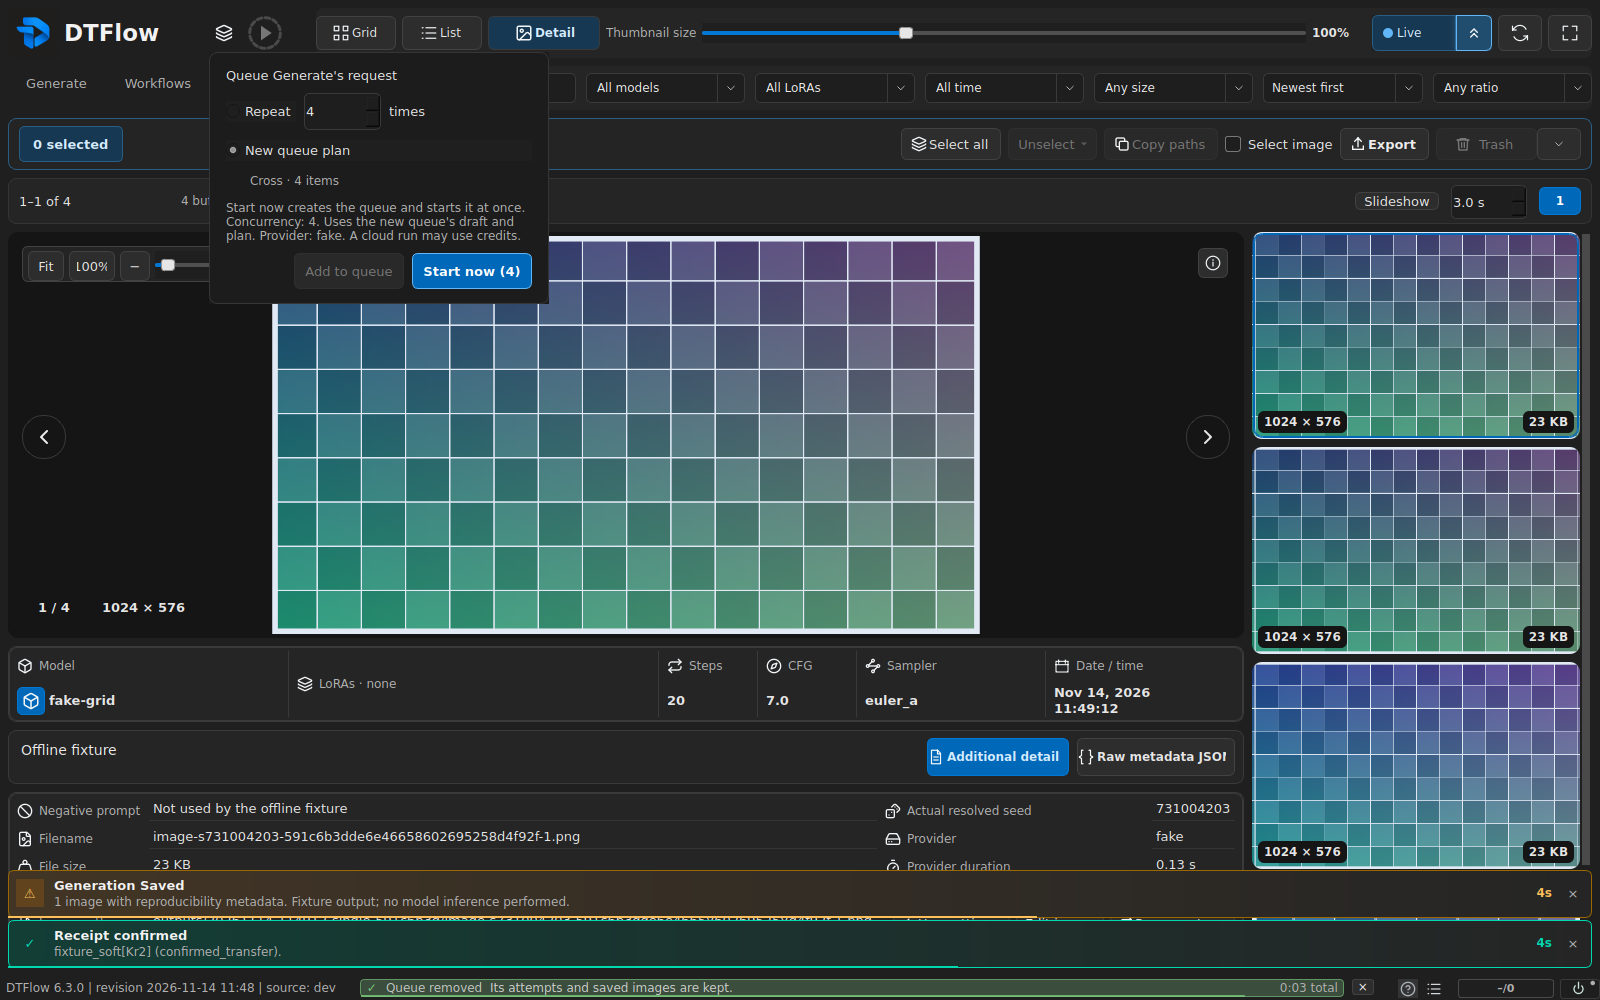 DTFlow
Grid
List
Detail
Thumbnail size
100%
Live
Generate
Workflows
Queue Generate's request
Repeat
4
times
New queue plan
Cross · 4 items
Start now creates the queue and starts it at once.
Concurrency: 4. Uses the new queue's draft and
plan. Provider: fake. A cloud run may use credits.
Add to queue
Start now (4)
All models
All LoRAs
All time
Any size
Newest first
Any ratio
0 selected
Select all
Unselect
Copy paths
Select image
Export
Trash
1–1 of 4
Slideshow
3.0 s
1
Fit
100%
1 / 4
1024 × 576
1024 × 576
23 KB
1024 × 576
23 KB
1024 × 576
23 KB
Model
fake-grid
LoRAs · none
Steps
20
CFG
7.0
Sampler
euler_a
Date / time
Nov 14, 2026
11:49:12
Offline fixture
Additional detail
Raw metadata JSON
Negative prompt
Not used by the offline fixture
Actual resolved seed
731004203
Filename
image-s731004203-591c6b3dde6e46658602695258d4f92f-1.png
Provider
fake
File size
23 KB
Provider duration
0.13 s
Generation Saved
1 image with reproducibility metadata. Fixture output; no model inference performed.
4s
Receipt confirmed
fixture_soft[Kr2] (confirmed_transfer).
4s
DTFlow 6.3.0 | revision 2026-11-14 11:48 | source: dev
Queue removed Its attempts and saved images are kept.
0:03 total
–/0